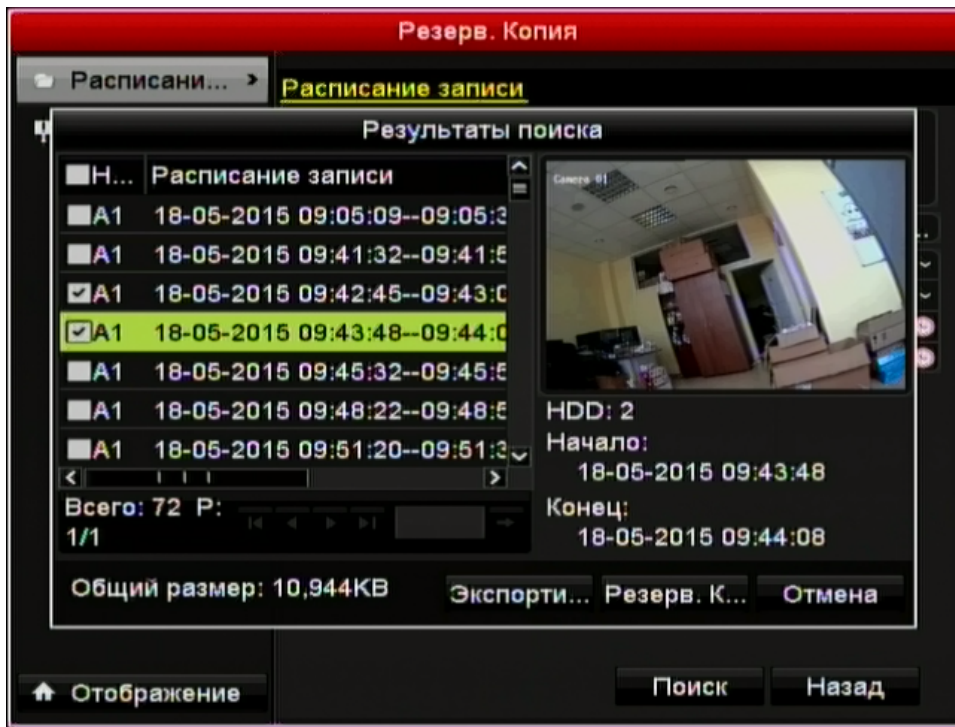 Резерв. Копия
Расписани... >
Расписание записи
Результаты поиска
Н... Расписание записи
A1 18-05-2015 09:05:09--09:05:3
A1 18-05-2015 09:41:32--09:41:5
A1 18-05-2015 09:42:45--09:43:0
A1 18-05-2015 09:43:48--09:44:0
A1 18-05-2015 09:45:32--09:45:5
A1 18-05-2015 09:48:22--09:48:5
A1 18-05-2015 09:51:20--09:51:3
Camera 01
HDD: 2
Начало:
18-05-2015 09:43:48
Конец:
18-05-2015 09:44:08
Всего: 72 P:
1/1
Общий размер: 10,944KB
Экспорти... Резерв. К... Отмена
Поиск Назад
Отображение